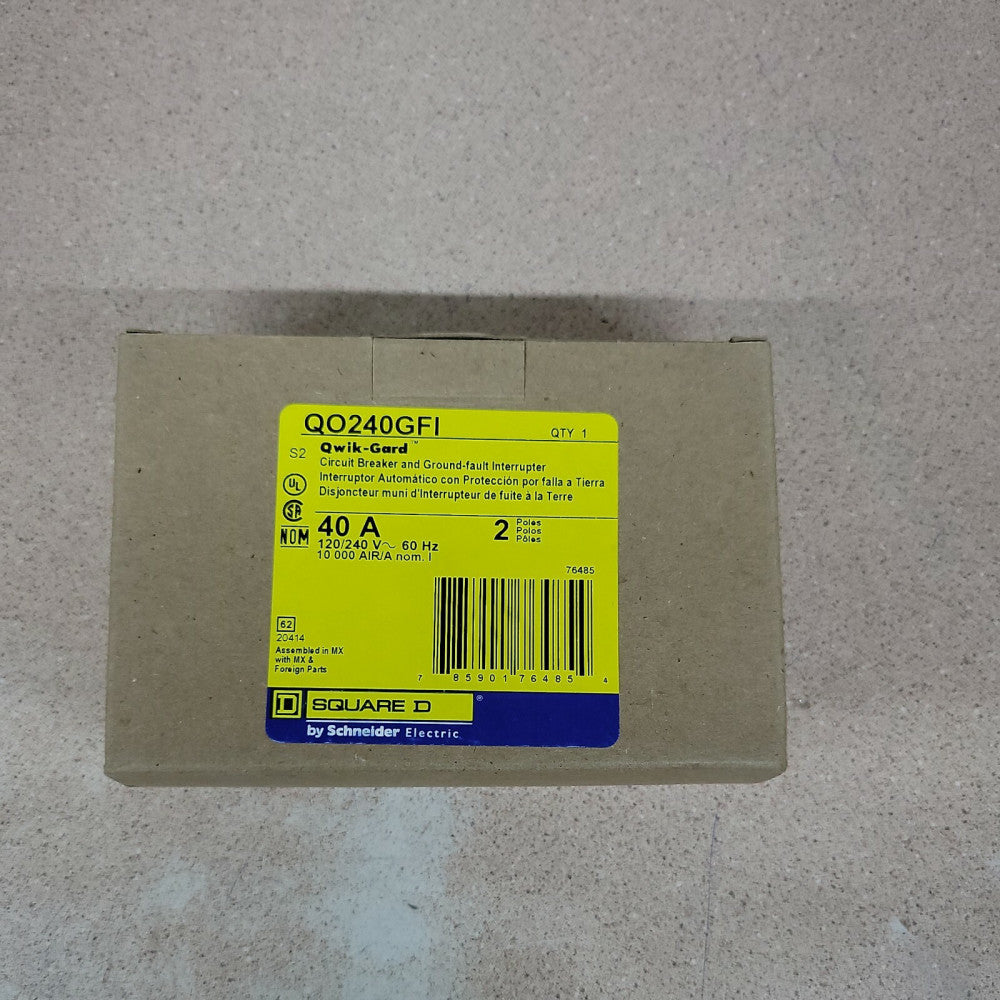 QO240GFI
QTY 1
S2 Qwik-Gard™
Circuit Breaker and Ground-fault Interrupter
Interruptor Automático con Protección por falla a Tierra
Disjoncteur muni d'Interrupteur de fuite à la Terre
UL
SA
NOM
40 A
120/240 V~ 60 Hz
10 000 AIR/A nom. I
2 Poles
Polos
Pôles
76485
7 85901 76485 4
62
20414
Assembled in MX
with MX &
Foreign Parts
D SQUARE D ®
by Schneider Electric